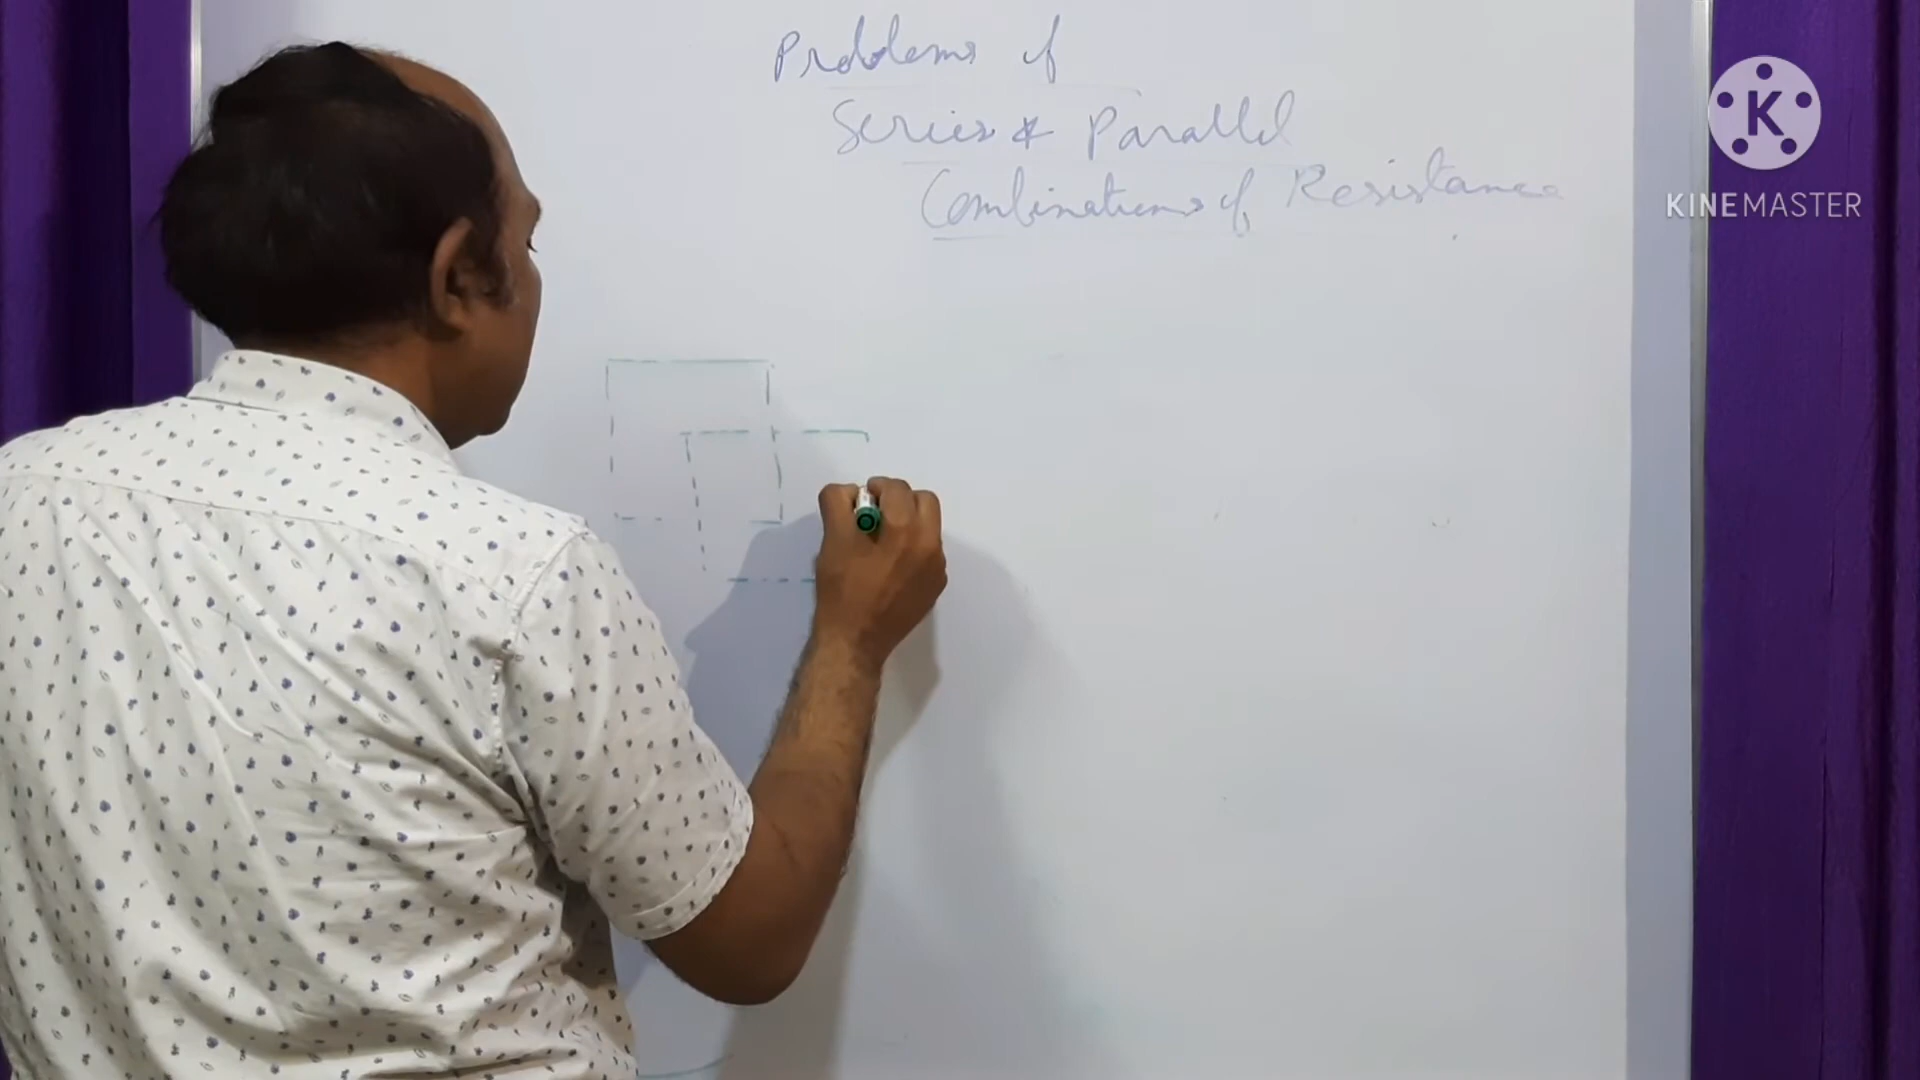 Problems of
Series & Parallel
Combinations of Resistance
K
KINEMASTER